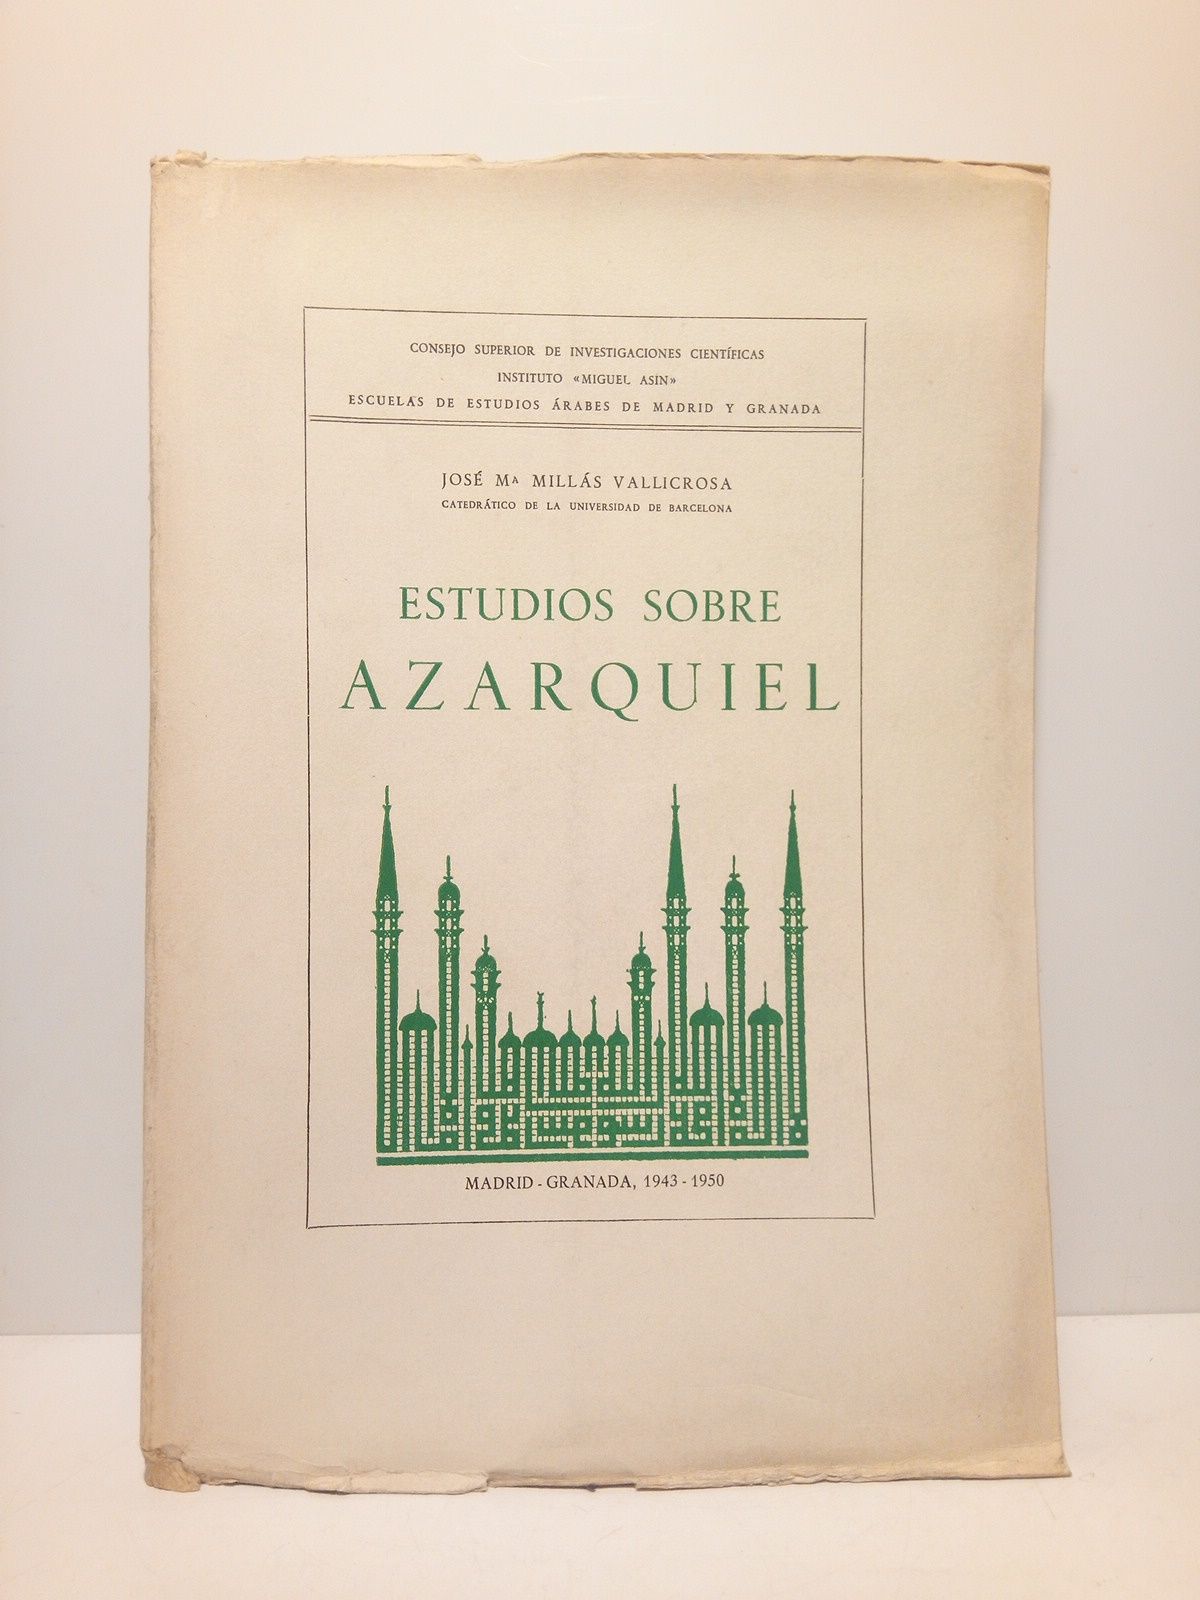 CONSEJO SUPERIOR DE INVESTIGACIONES CIENTÍFICAS
INSTITUTO «MIGUEL ASIN»
ESCUELAS DE ESTUDIOS ÁRABES DE MADRID Y GRANADA
JOSÉ Mª MILLÁS VALLICROSA
CATEDRÁTICO DE LA UNIVERSIDAD DE BARCELONA
ESTUDIOS SOBRE
AZARQUIEL
MADRID - GRANADA, 1943 - 1950